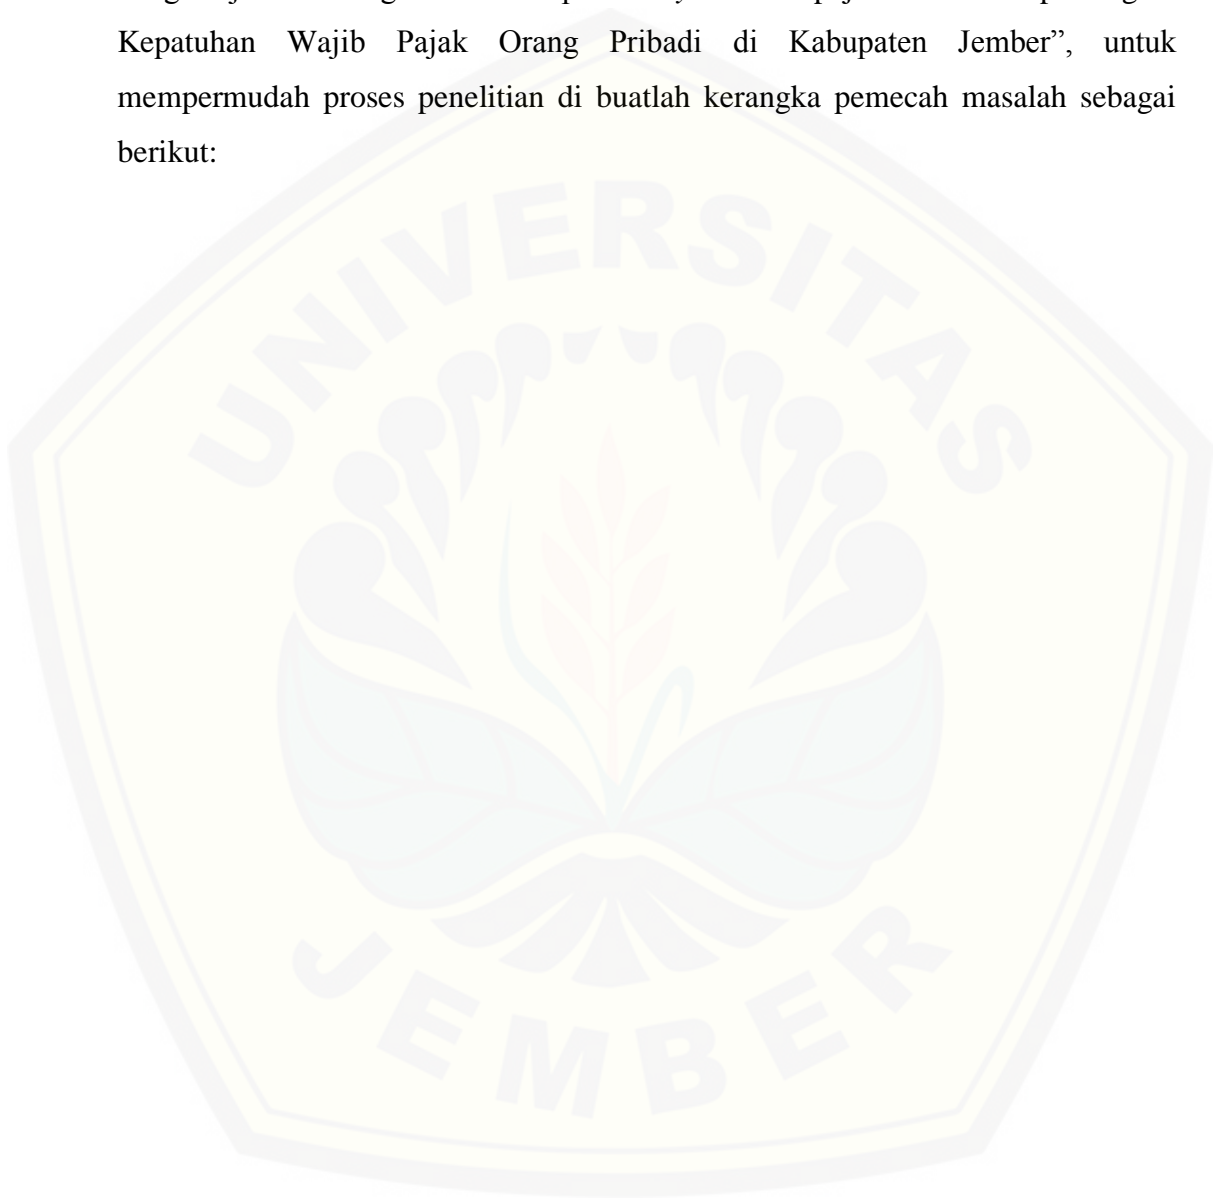 Kepatuhan Wajib Pajak Orang Pribadi di Kabupaten Jember”, untuk
mempermudah proses penelitian di buatlah kerangka pemecah masalah sebagai
berikut:
UNIVERSITAS
JEMBER